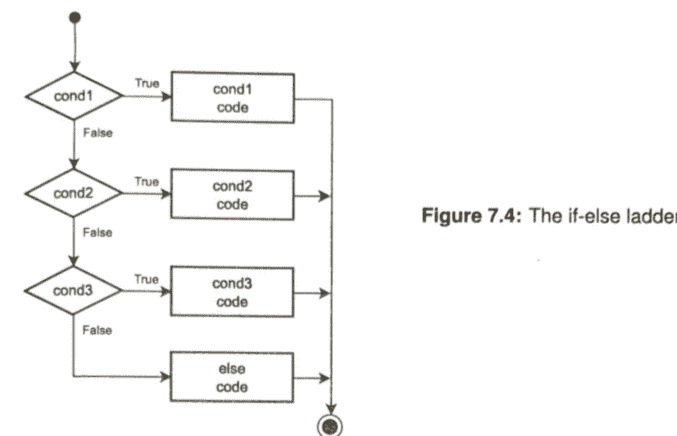 True
cond1
cond1
code
False
True
cond2
cond2
code
Figure 7.4: The if-else ladder
False
True
cond3
cond3
code
False
else
code